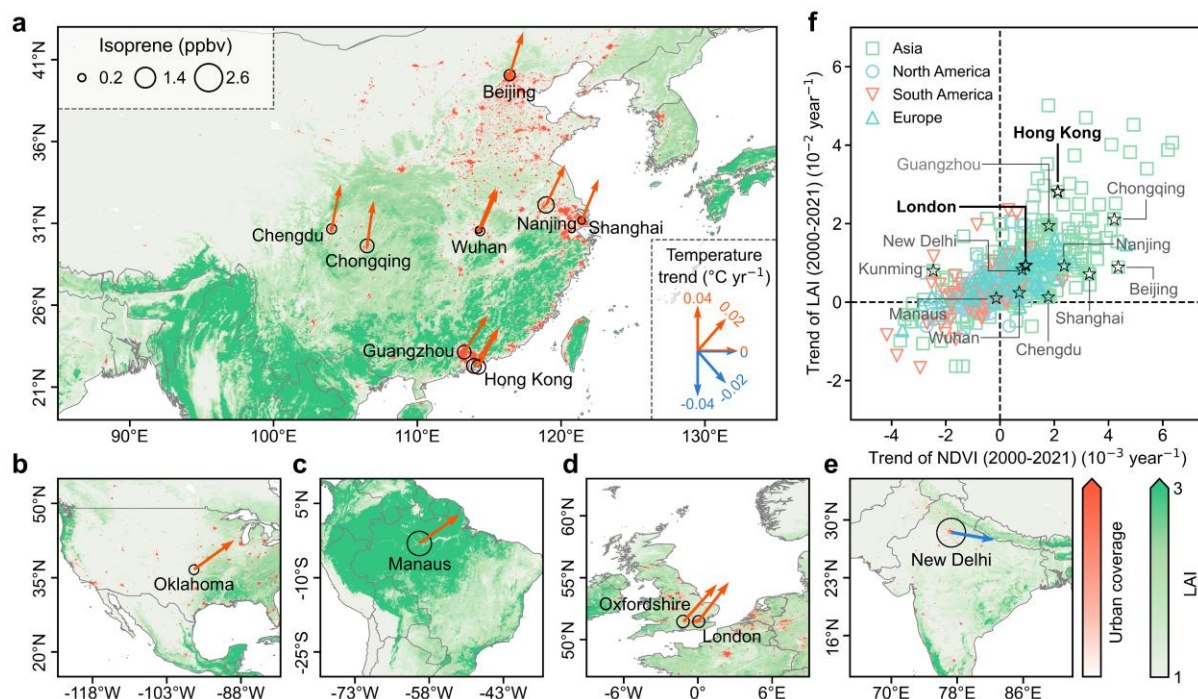 a
Isoprene (ppbv)
0.2 1.4 2.6
41°N
36°N
31°N
26°N
21°N
Beijing
Chengdu
Chongqing
Wuhan
Nanjing
Shanghai
Guangzhou
Hong Kong
Temperature
trend (°C yr⁻¹)
0.04
0.02
0
-0.02
-0.04
90°E 100°E 110°E 120°E 130°E
f
Trend of LAI (2000-2021) (10⁻² year⁻¹)
6
4
2
0
-2
Asia
North America
South America
Europe
Hong Kong
Guangzhou
Chongqing
London
New Delhi
Nanjing
Kunming
Beijing
Manaus
Shanghai
Wuhan
Chengdu
-4 -2 0 2 4 6
Trend of NDVI (2000-2021) (10⁻³ year⁻¹)
b
50°N
35°N
20°N
Oklahoma
-118°W -103°W -88°W
c
5°N
-10°S
-25°S
Manaus
-73°W -58°W -43°W
d
60°N
55°N
50°N
Oxfordshire
London
-6°W 0° 6°E
e
30°N
23°N
16°N
New Delhi
70°E 78°E 86°E
Urban coverage
3
LAI
1